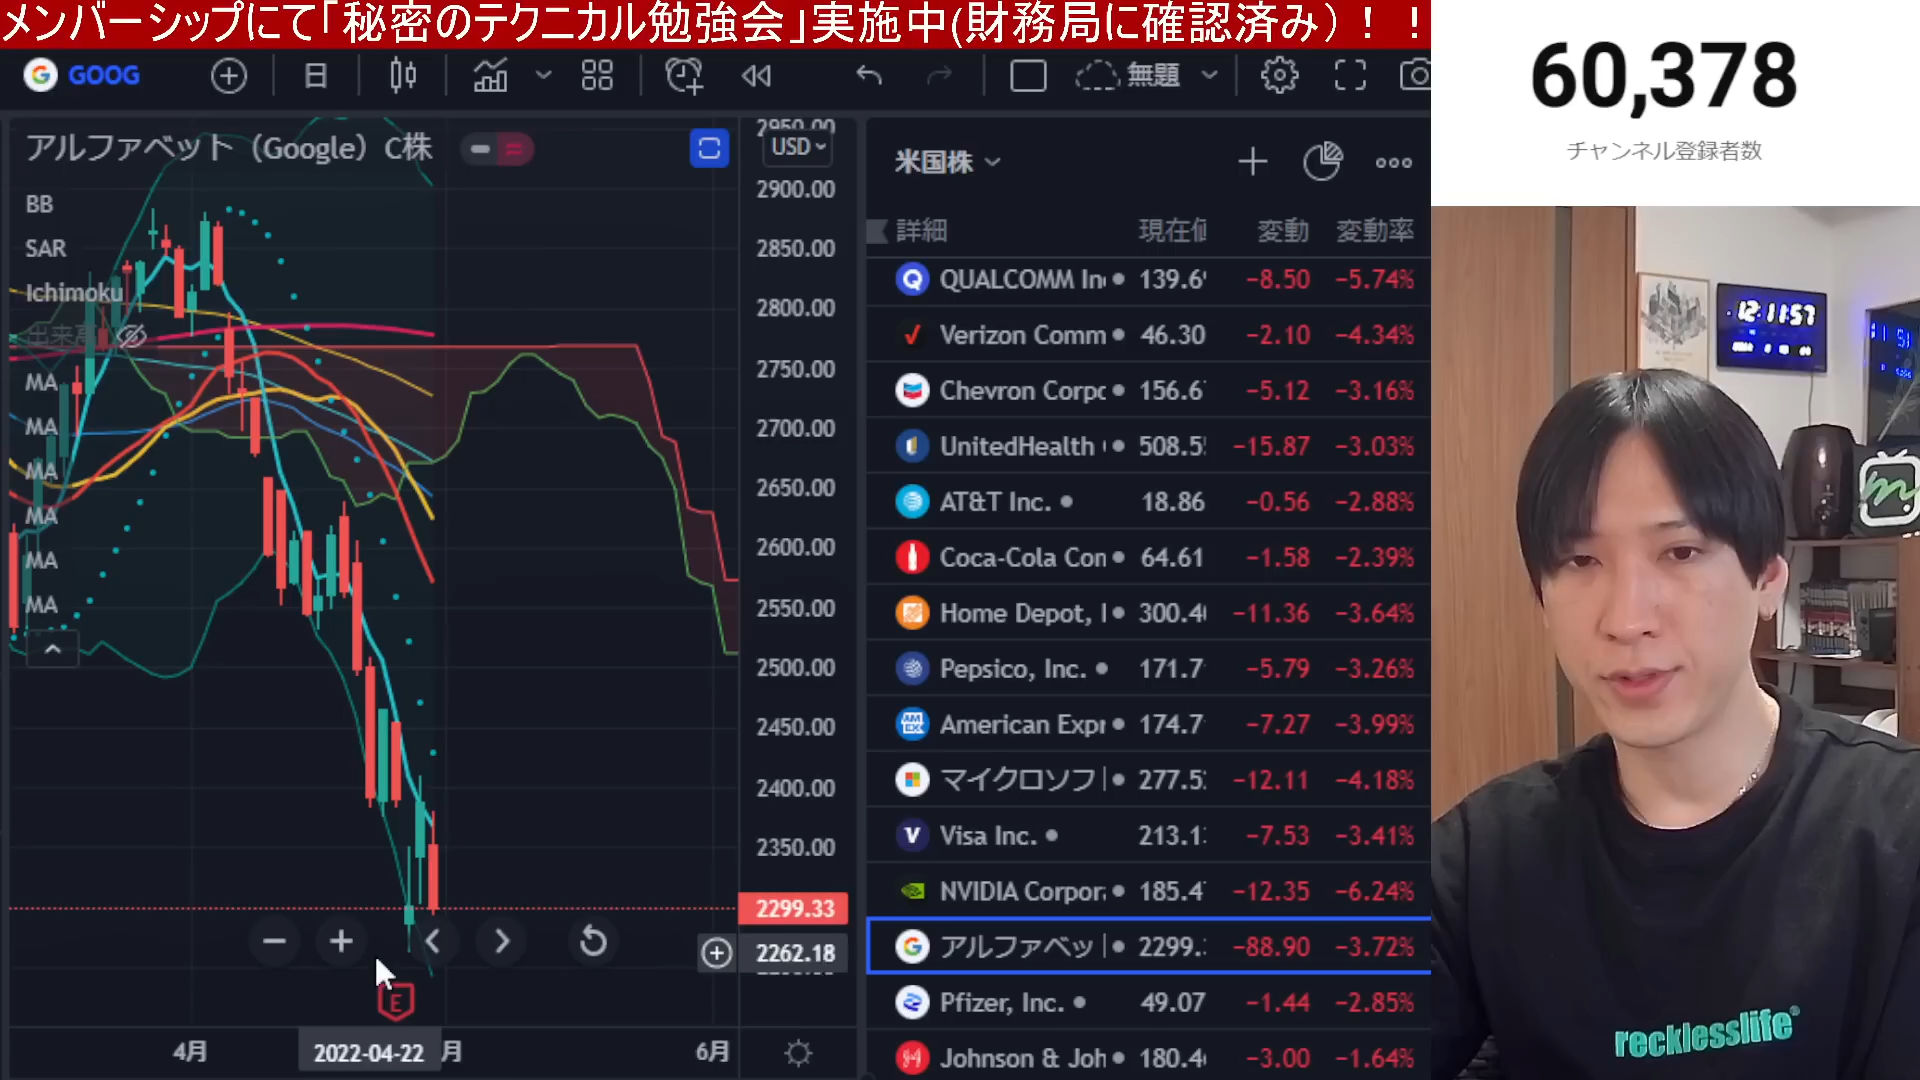 メンバーシップにて「秘密のテクニカル勉強会」実施中(財務局に確認済み）！！
GOOG
日
無題
60,378
チャンネル登録者数
アルファベット（Google）C株
USD
BB
SAR
Ichimoku
出来高
MA
MA
MA
MA
MA
MA
2950.00
2900.00
2850.00
2800.00
2750.00
2700.00
2650.00
2600.00
2550.00
2500.00
2450.00
2400.00
2350.00
2299.33
2262.18
E
4月
2022-04-22
月
6月
米国株
詳細 現在値 変動 変動率
QUALCOMM In 139.6 −8.50 −5.74%
Verizon Comm 46.30 −2.10 −4.34%
Chevron Corpo 156.6 −5.12 −3.16%
UnitedHealth 508.5 −15.87 −3.03%
AT&T Inc. 18.86 −0.56 −2.88%
Coca-Cola Con 64.61 −1.58 −2.39%
Home Depot, I 300.4 −11.36 −3.64%
Pepsico, Inc. 171.7 −5.79 −3.26%
American Expr 174.7 −7.27 −3.99%
マイクロソフト 277.5 −12.11 −4.18%
Visa Inc. 213.1 −7.53 −3.41%
NVIDIA Corpor 185.4 −12.35 −6.24%
アルファベット 2299. −88.90 −3.72%
Pfizer, Inc. 49.07 −1.44 −2.85%
Johnson & Joh 180.4 −3.00 −1.64%
12:11:57
recklesslife